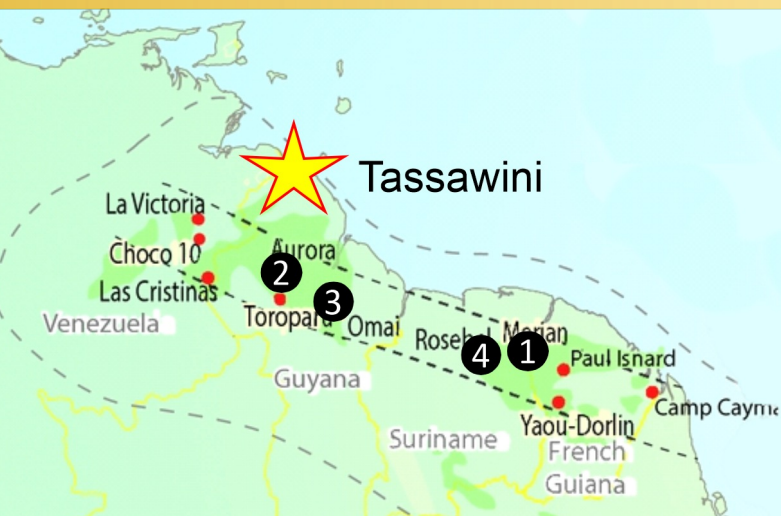 Tassawini
La Victoria
Choco 10
Aurora
2
Las Cristinas
3
Venezuela
Toroparu
Omai
Rosebel
Merian
4
1
Paul Isnard
Guyana
Camp Cayma
Yaou-Dorlin
Suriname
French
Guiana